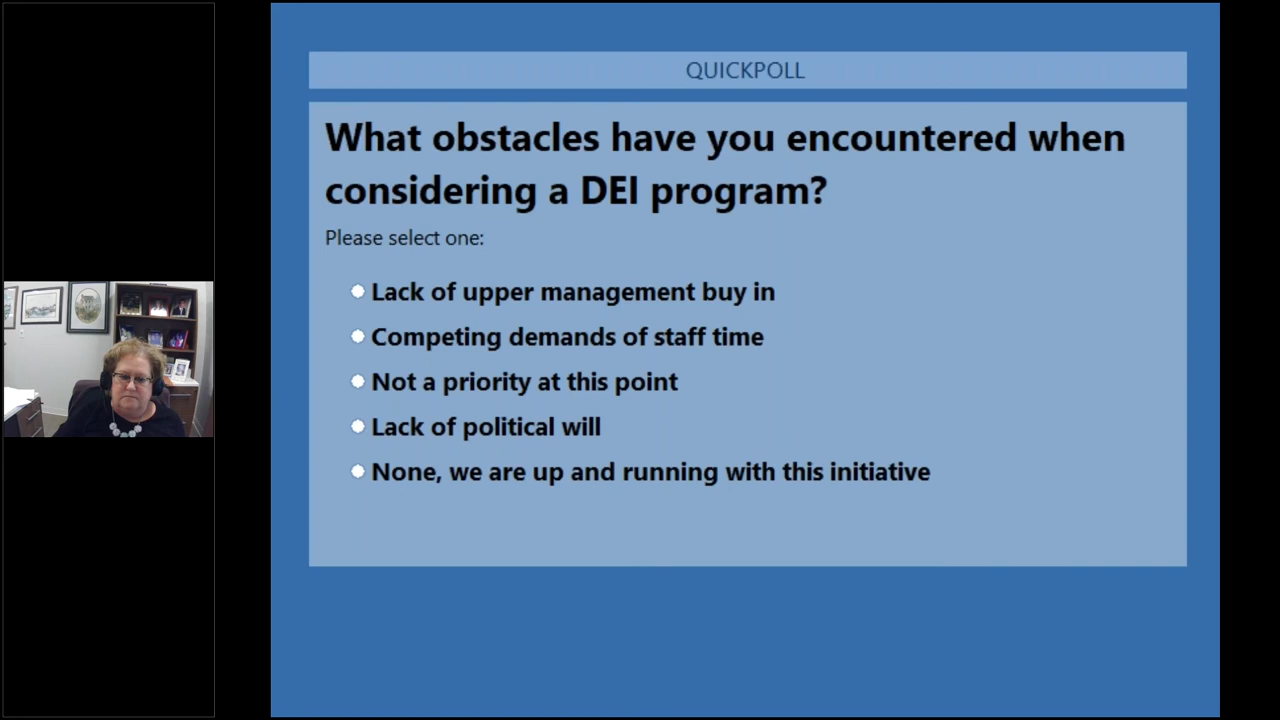 QUICKPOLL
What obstacles have you encountered when
considering a DEI program?
Please select one:
Lack of upper management buy in
Competing demands of staff time
Not a priority at this point
Lack of political will
None, we are up and running with this initiative